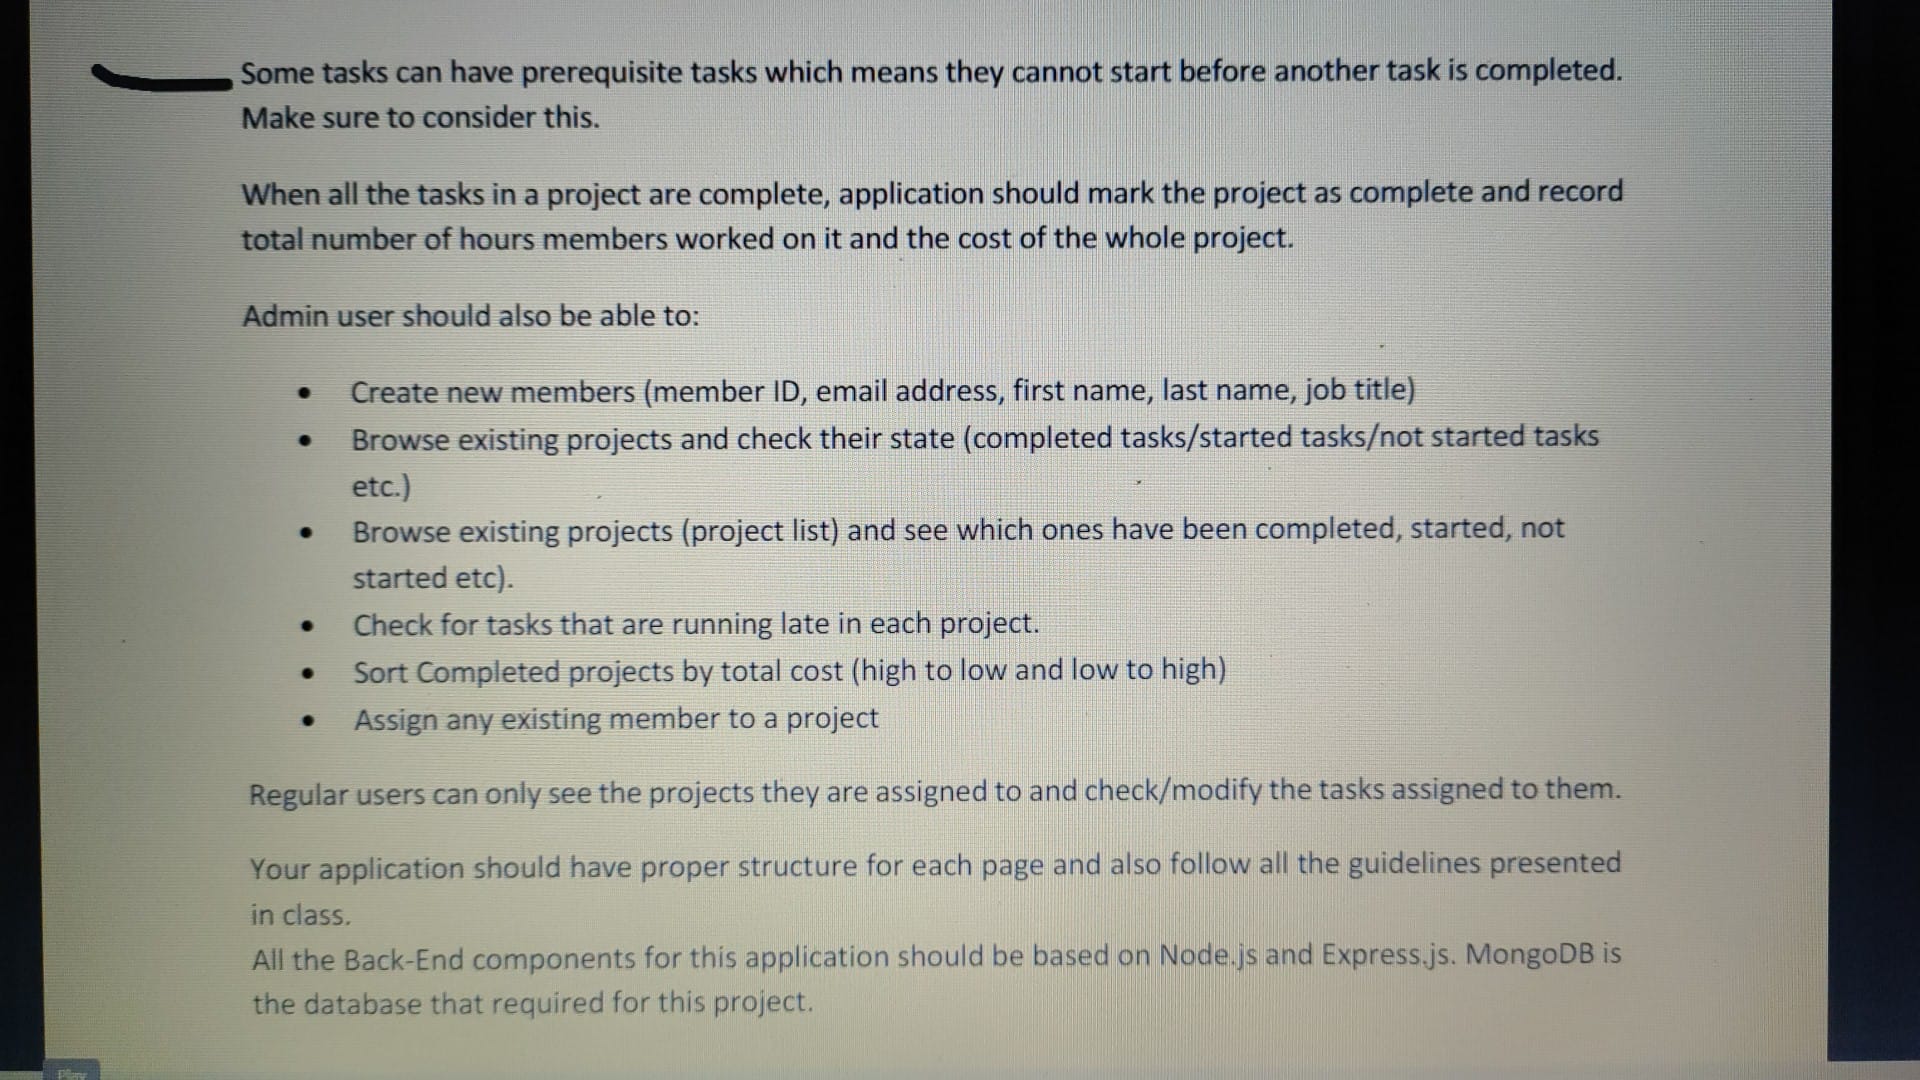 Some tasks can have prerequisite tasks which means they cannot start before another task is completed.
Make sure to consider this.
When all the tasks in a project are complete, application should mark the project as complete and record
total number of hours members worked on it and the cost of the whole project.
Admin user should also be able to:
• Create new members (member ID, email address, first name, last name, job title)
• Browse existing projects and check their state (completed tasks/started tasks/not started tasks
etc.)
• Browse existing projects (project list) and see which ones have been completed, started, not
started etc).
• Check for tasks that are running late in each project.
• Sort Completed projects by total cost (high to low and low to high)
• Assign any existing member to a project
Regular users can only see the projects they are assigned to and check/modify the tasks assigned to them.
Your application should have proper structure for each page and also follow all the guidelines presented
in class.
All the Back-End components for this application should be based on Node.js and Express.js. MongoDB is
the database that required for this project.